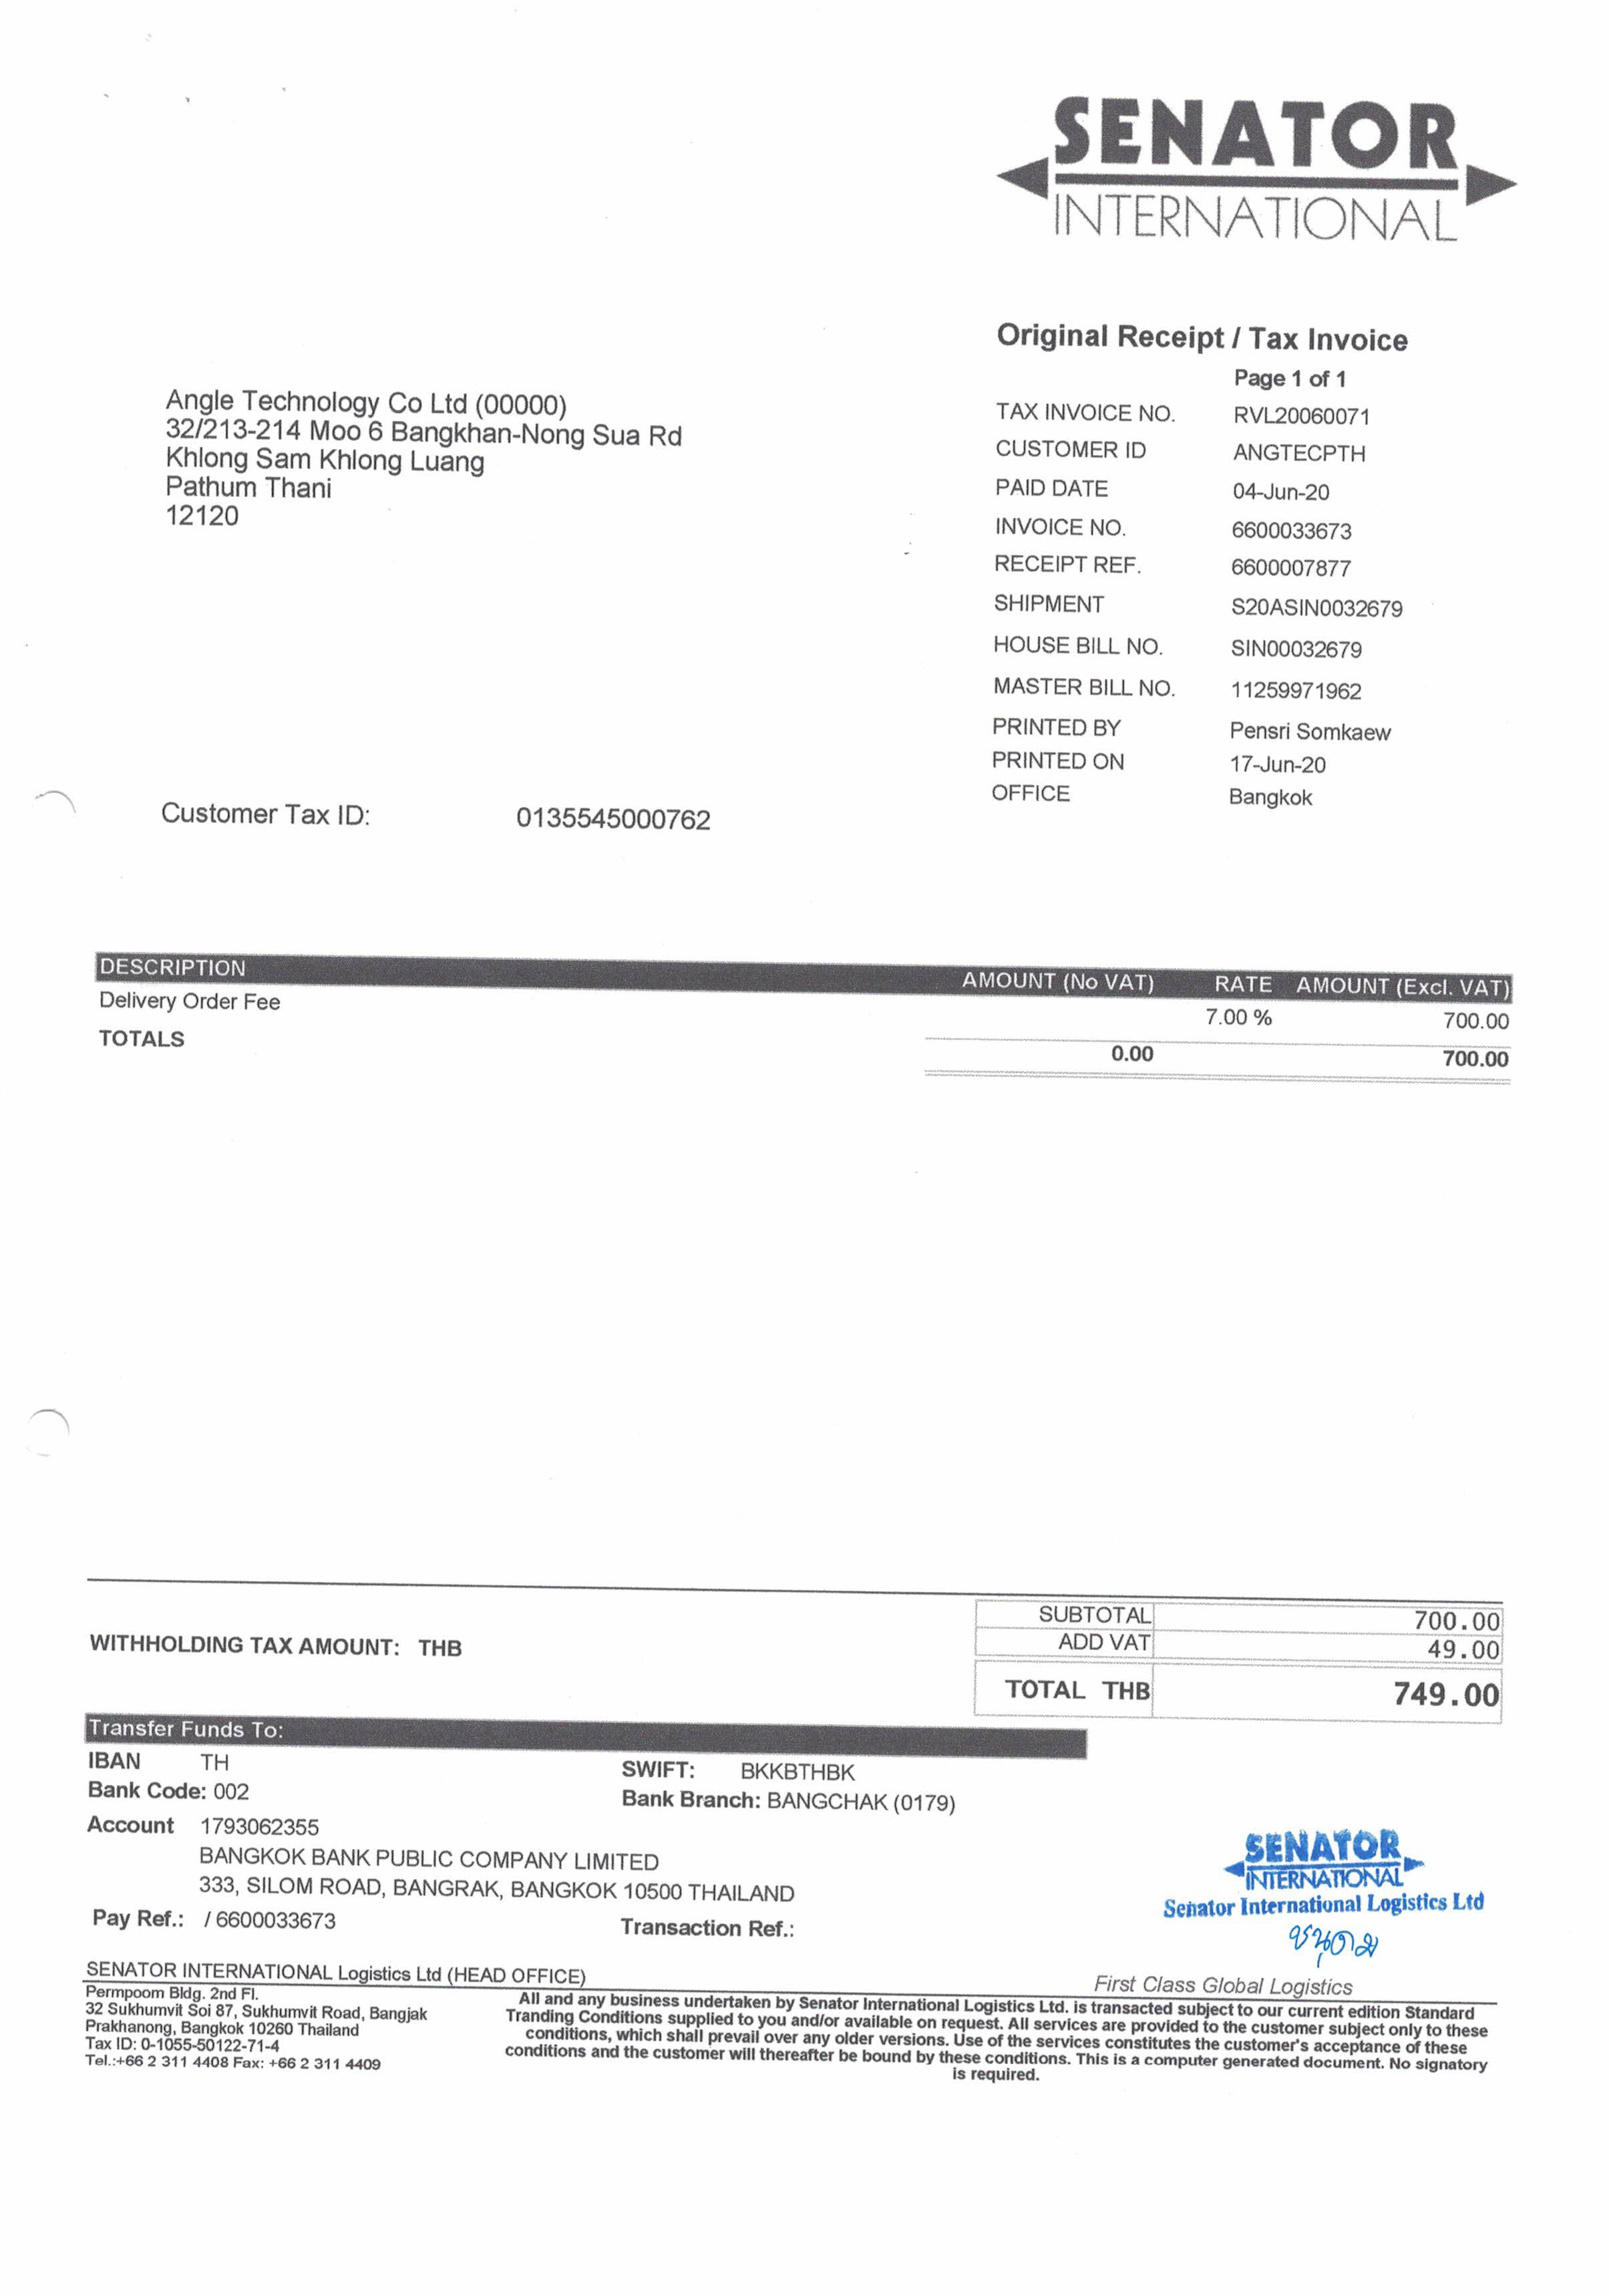 SENATOR
INTERNATIONAL
Original Receipt / Tax Invoice
Page 1 of 1
Angle Technology Co Ltd (00000)
32/213-214 Moo 6 Bangkhan-Nong Sua Rd
Khlong Sam Khlong Luang
Pathum Thani
12120
TAX INVOICE NO. RVL20060071
CUSTOMER ID ANGTECPTH
PAID DATE 04-Jun-20
INVOICE NO. 6600033673
RECEIPT REF. 6600007877
SHIPMENT S20ASIN0032679
HOUSE BILL NO. SIN00032679
MASTER BILL NO. 11259971962
PRINTED BY Pensri Somkaew
PRINTED ON 17-Jun-20
OFFICE Bangkok
Customer Tax ID: 0135545000762
DESCRIPTION AMOUNT (No VAT) RATE AMOUNT (Excl. VAT)
Delivery Order Fee 7.00 % 700.00
TOTALS 0.00 700.00
SUBTOTAL 700.00
WITHHOLDING TAX AMOUNT: THB
ADD VAT 49.00
TOTAL THB 749.00
Transfer Funds To:
IBAN TH SWIFT: BKKBTHBK
Bank Code: 002 Bank Branch: BANGCHAK (0179)
Account 1793062355
BANGKOK BANK PUBLIC COMPANY LIMITED
333, SILOM ROAD, BANGRAK, BANGKOK 10500 THAILAND
Pay Ref.: / 6600033673 Transaction Ref.:
SENATOR
INTERNATIONAL
Senator International Logistics Ltd
SENATOR INTERNATIONAL Logistics Ltd (HEAD OFFICE)
First Class Global Logistics
Permpoom Bldg. 2nd Fl.
32 Sukhumvit Soi 87, Sukhumvit Road, Bangjak
Prakhanong, Bangkok 10260 Thailand
Tax ID: 0-1055-50122-71-4
Tel.:+66 2 311 4408 Fax: +66 2 311 4409
All and any business undertaken by Senator International Logistics Ltd. is transacted subject to our current edition Standard
Tranding Conditions supplied to you and/or available on request. All services are provided to the customer subject only to these
conditions, which shall prevail over any older versions. Use of the services constitutes the customer's acceptance of these
conditions and the customer will thereafter be bound by these conditions. This is a computer generated document. No signatory
is required.